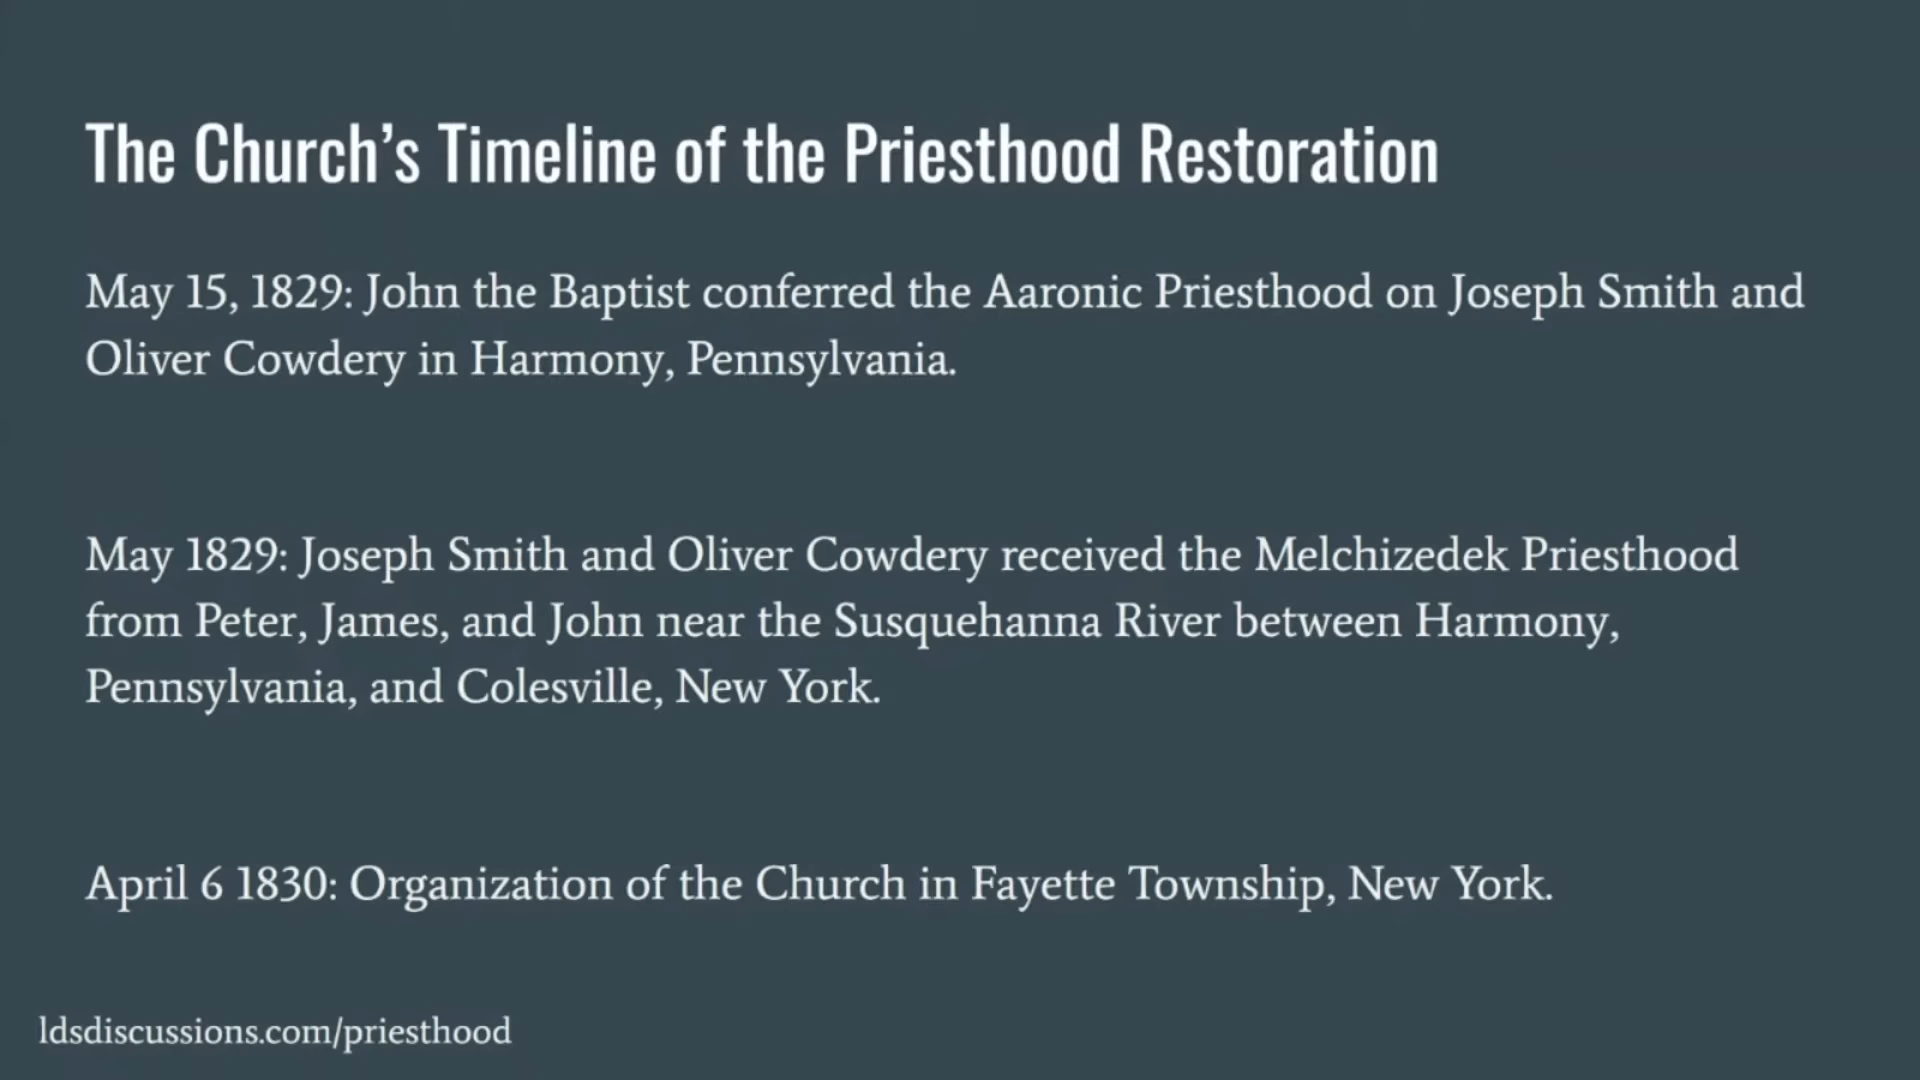 The Church’s Timeline of the Priesthood Restoration
May 15, 1829: John the Baptist conferred the Aaronic Priesthood on Joseph Smith and
Oliver Cowdery in Harmony, Pennsylvania.
May 1829: Joseph Smith and Oliver Cowdery received the Melchizedek Priesthood
from Peter, James, and John near the Susquehanna River between Harmony,
Pennsylvania, and Colesville, New York.
April 6 1830: Organization of the Church in Fayette Township, New York.
ldsdiscussions.com/priesthood